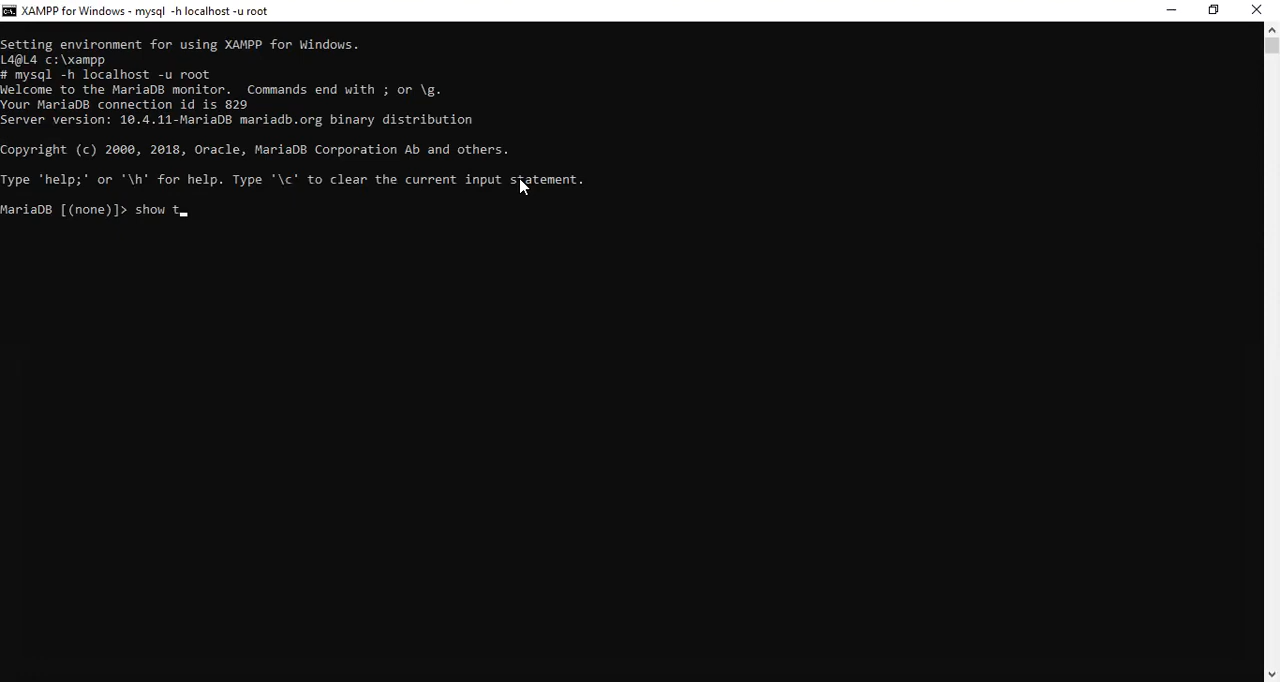 XAMPP for Windows - mysql -h localhost -u root
Setting environment for using XAMPP for Windows.
L4@L4 c:\xampp
# mysql -h localhost -u root
Welcome to the MariaDB monitor.  Commands end with ; or \g.
Your MariaDB connection id is 829
Server version: 10.4.11-MariaDB mariadb.org binary distribution
Copyright (c) 2000, 2018, Oracle, MariaDB Corporation Ab and others.
Type 'help;' or '\h' for help. Type '\c' to clear the current input statement.
MariaDB [(none)]> show t_